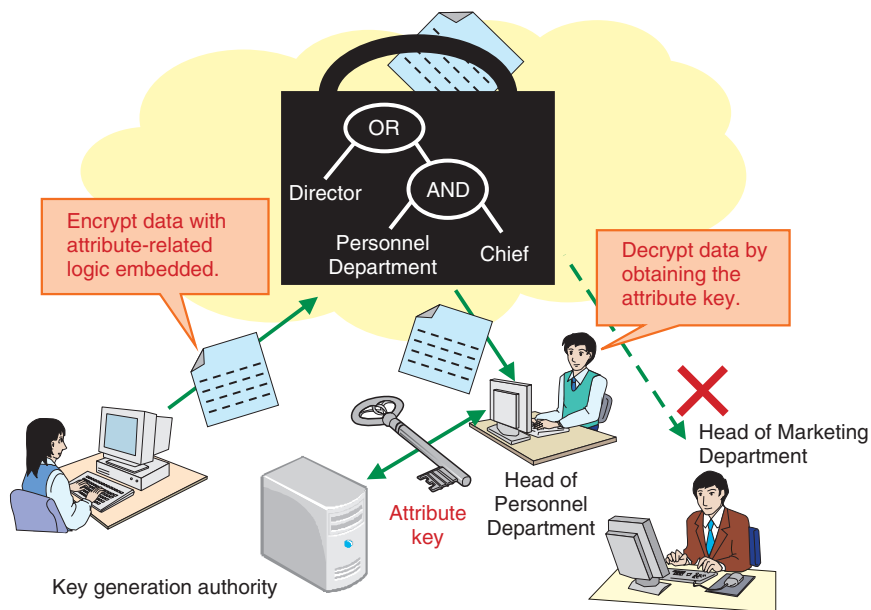 OR
Director
AND
Personnel
Department
Chief
Encrypt data with
attribute-related
logic embedded.
Decrypt data by
obtaining the
attribute key.
Head of Marketing
Department
Head of
Personnel
Department
Attribute
key
Key generation authority